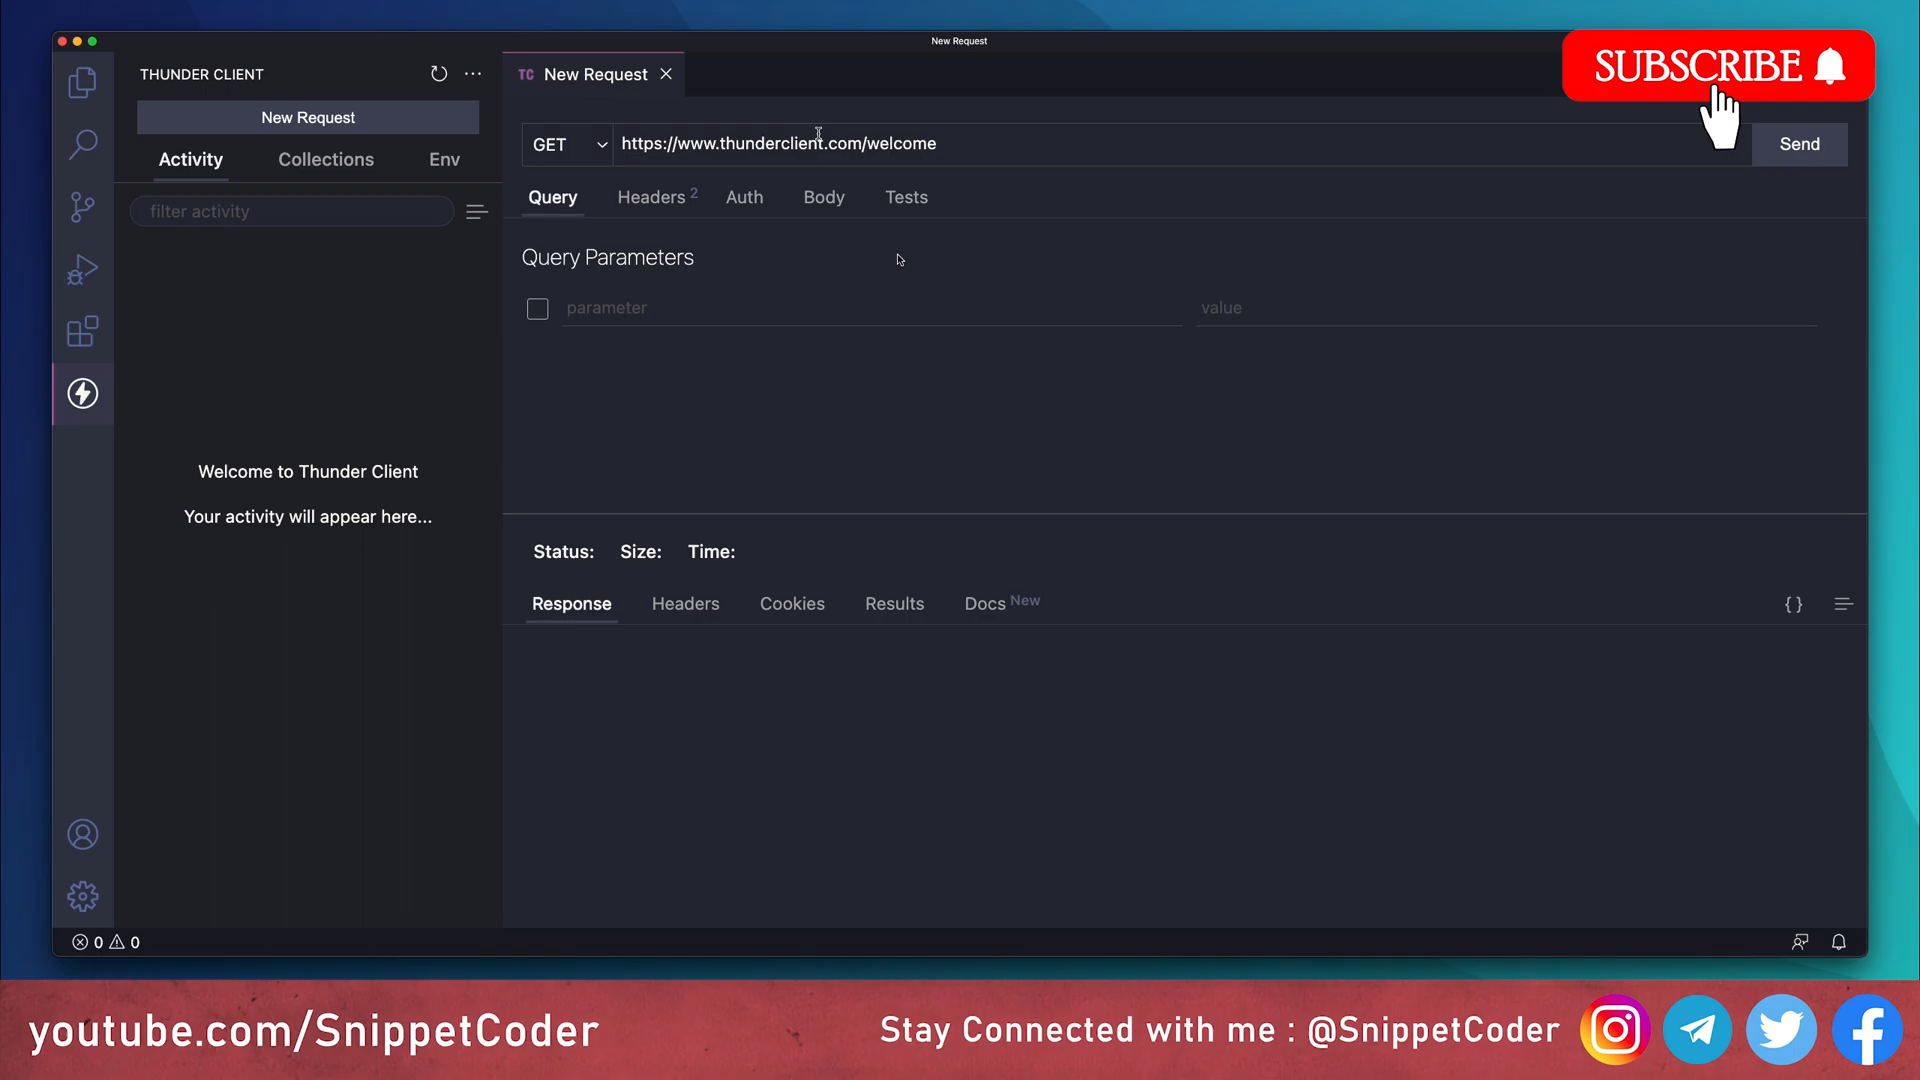 New Request
SUBSCRIBE
THUNDER CLIENT
TC New Request
New Request
GET
https://www.thunderclient.com/welcome
Send
Activity Collections Env
Query Headers 2 Auth Body Tests
filter activity
Query Parameters
parameter value
Welcome to Thunder Client
Your activity will appear here...
Status: Size: Time:
Response Headers Cookies Results Docs New
{ }
0 0
youtube.com/SnippetCoder
Stay Connected with me : @SnippetCoder